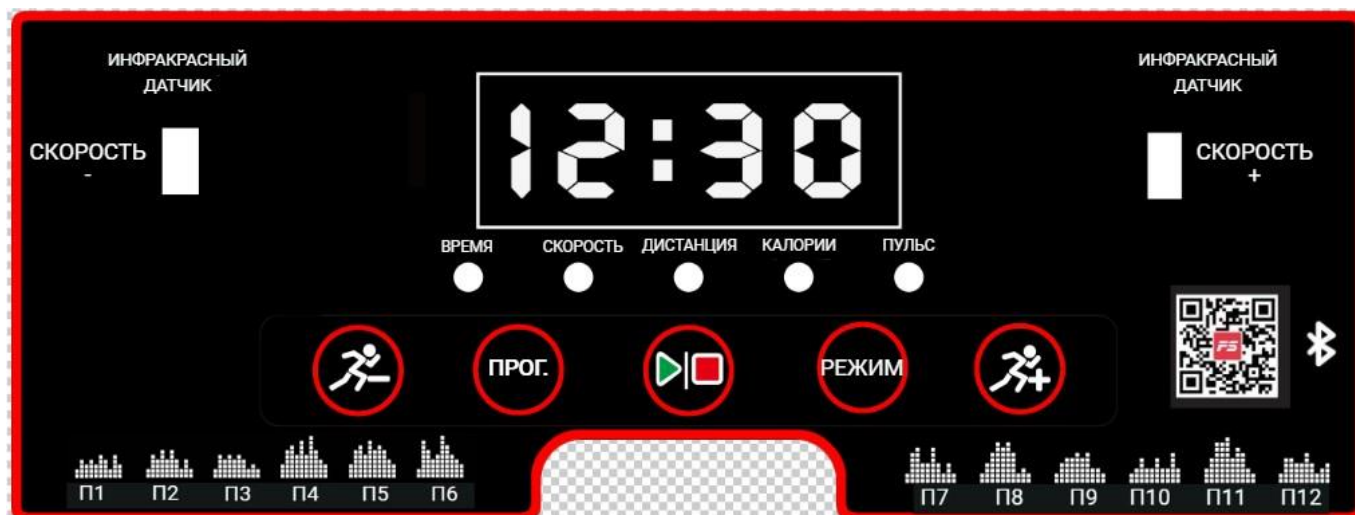 ИНФРАКРАСНЫЙ
ДАТЧИК
СКОРОСТЬ
-
12:30
ИНФРАКРАСНЫЙ
ДАТЧИК
СКОРОСТЬ
+
ВРЕМЯ СКОРОСТЬ ДИСТАНЦИЯ КАЛОРИИ ПУЛЬС
ПРОГ. РЕЖИМ
FS
П1 П2 П3 П4 П5 П6
П7 П8 П9 П10 П11 П12